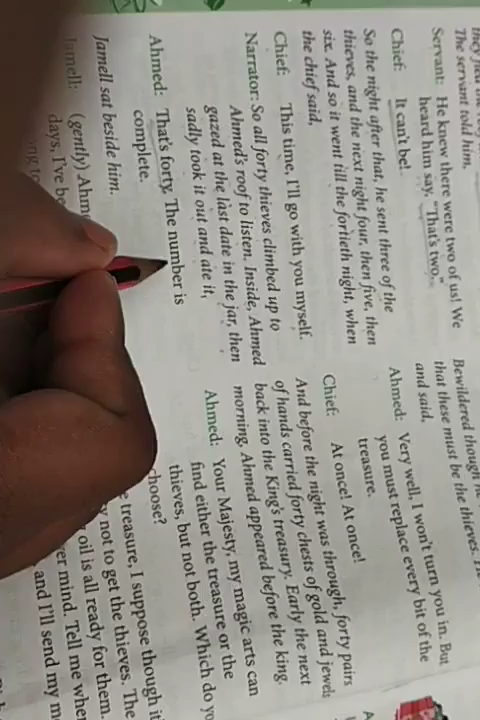 The servant told him.
Servant: He knew there were two of us! We
heard him say, "That's two."
Chief: It can't be!
So the night after that, he sent three of the
thieves, and the next night four, then five, then
six. And so it went till the fortieth night, when
the chief said,
Chief: This time, I'll go with you myself.
Narrator: So all forty thieves climbed up to
Ahmed's roof to listen. Inside, Ahmed
gazed at the last date in the jar, then
sadly took it out and ate it,
Ahmed: That's forty. The number is
complete.
Jamell sat beside him.
Jamell: (gently)
days, I've
Bewildered though
that these must be the thieves.
and said,
Ahmed: Very well, I won't turn you in. But
you must replace every bit of the
treasure.
Chief: At once! At once!
And before the night was through, forty pairs
of hands carried forty chests of gold and jewels
back into the King's treasury. Early the next
morning, Ahmed appeared before the king.
Ahmed: Your Majesty, my magic arts can
find either the treasure or the
thieves, but not both. Which do
choose?
treasure, I suppose though
not to get the thieves. The
oil is all ready for them.
mind. Tell me
and I'll send my